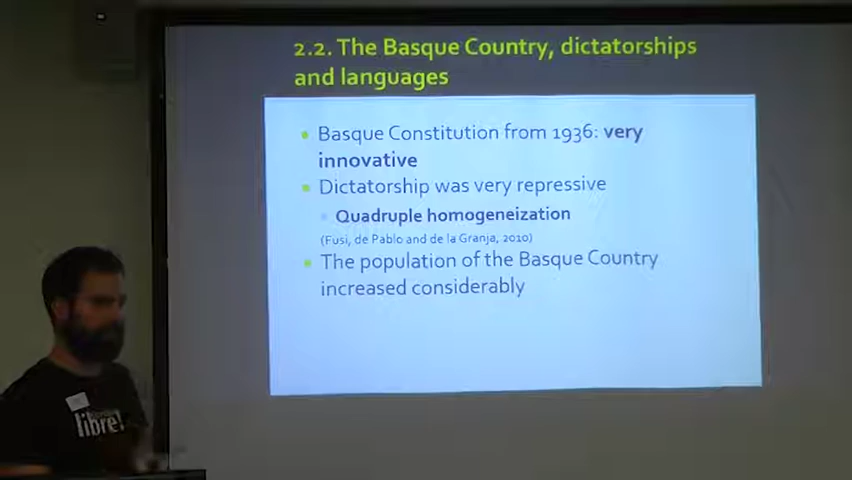 2.2. The Basque Country, dictatorships
and languages
• Basque Constitution from 1936: very
innovative
• Dictatorship was very repressive
• Quadruple homogeneization
(Fusi, de Pablo and de la Granja, 2010)
• The population of the Basque Country
increased considerably
libre!